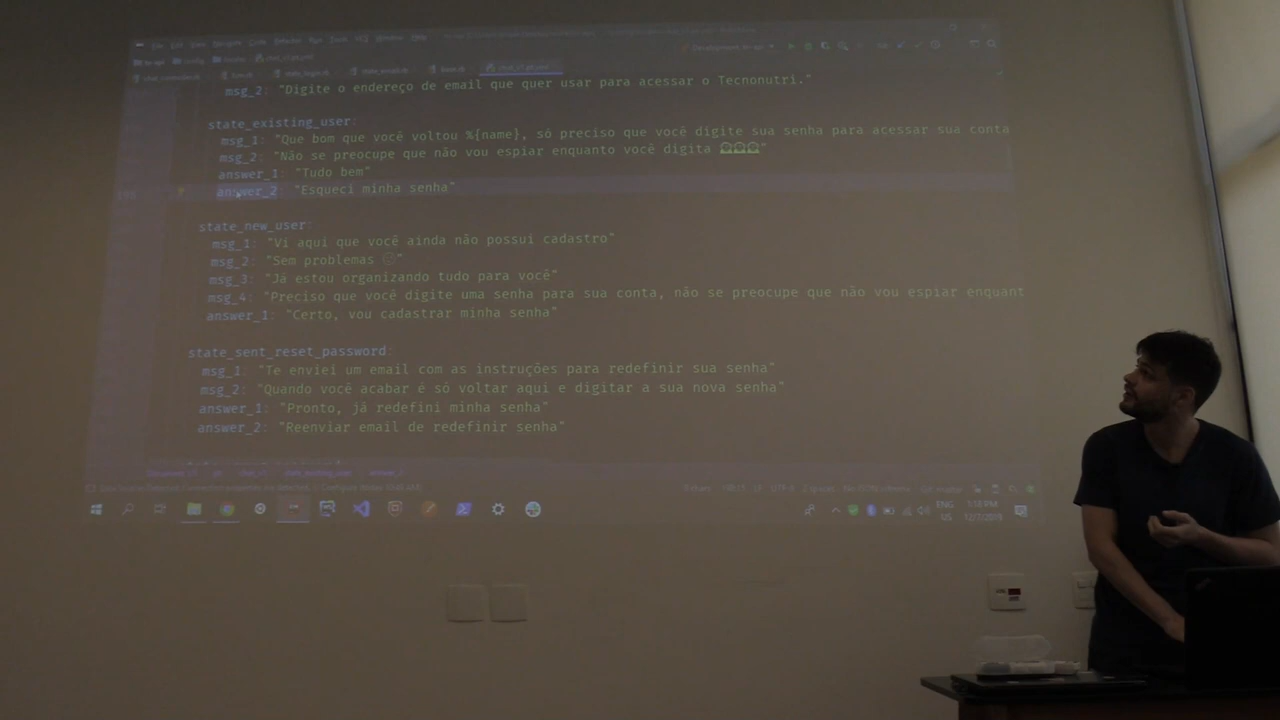 msg_2: "Digite o endereço de email que quer usar para acessar o Tecnonutri."
state_existing_user:
msg_1: "Que bom que você voltou %{name}, só preciso que você digite sua senha para acessar sua conta
msg_2: "Não se preocupe que não vou espiar enquanto você digita 🙈🙈🙈"
answer_1: "Tudo bem"
answer_2: "Esqueci minha senha"
state_new_user:
msg_1: "Vi aqui que você ainda não possui cadastro"
msg_2: "Sem problemas ☹"
msg_3: "Já estou organizando tudo para você"
msg_4: "Preciso que você digite uma senha para sua conta, não se preocupe que não vou espiar enquant
answer_1: "Certo, vou cadastrar minha senha"
state_sent_reset_password:
msg_1: "Te enviei um email com as instruções para redefinir sua senha"
msg_2: "Quando você acabar é só voltar aqui e digitar a sua nova senha"
answer_1: "Pronto, já redefini minha senha"
answer_2: "Reenviar email de redefinir senha"
ENG
US
1:18 PM